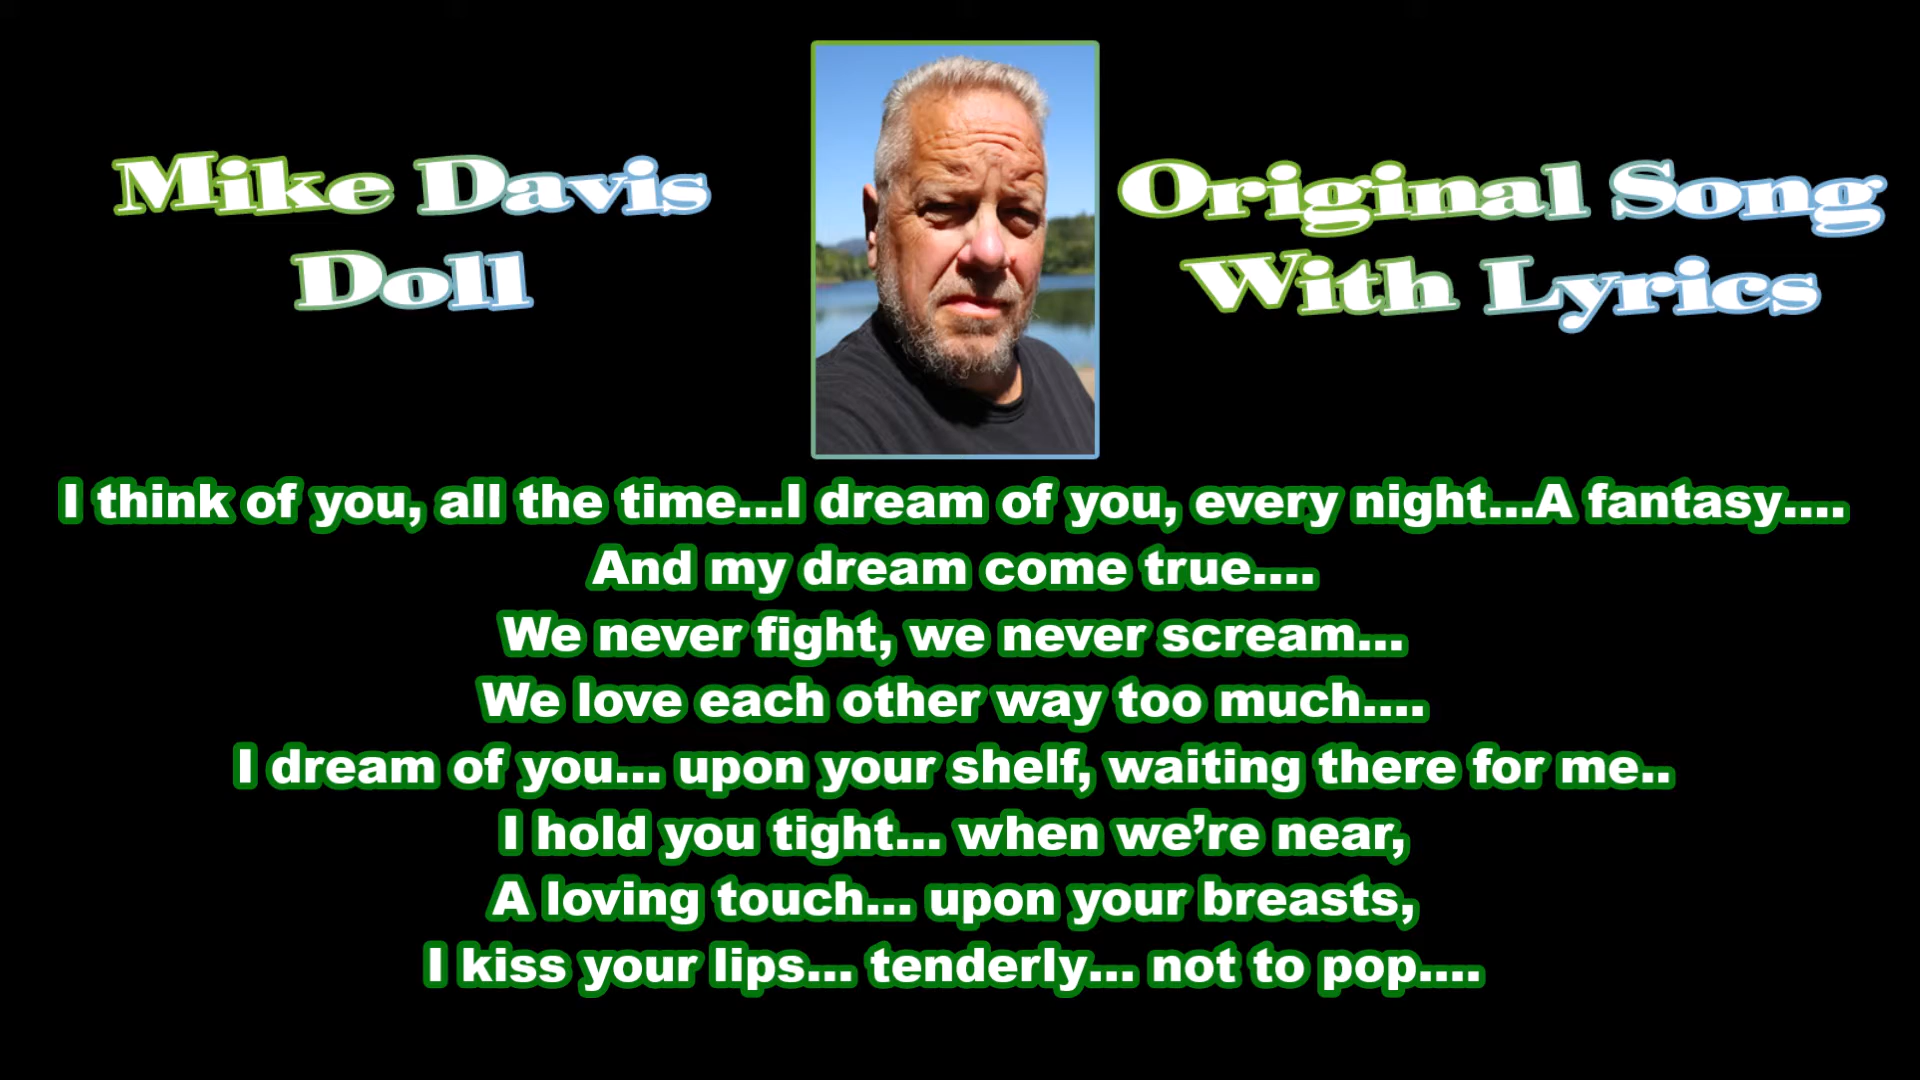 Mike Davis
Doll
Original Song
With Lyrics
I think of you, all the time...I dream of you, every night...A fantasy....
And my dream come true....
We never fight, we never scream...
We love each other way too much....
I dream of you... upon your shelf, waiting there for me..
I hold you tight... when we’re near,
A loving touch... upon your breasts,
I kiss your lips... tenderly... not to pop....